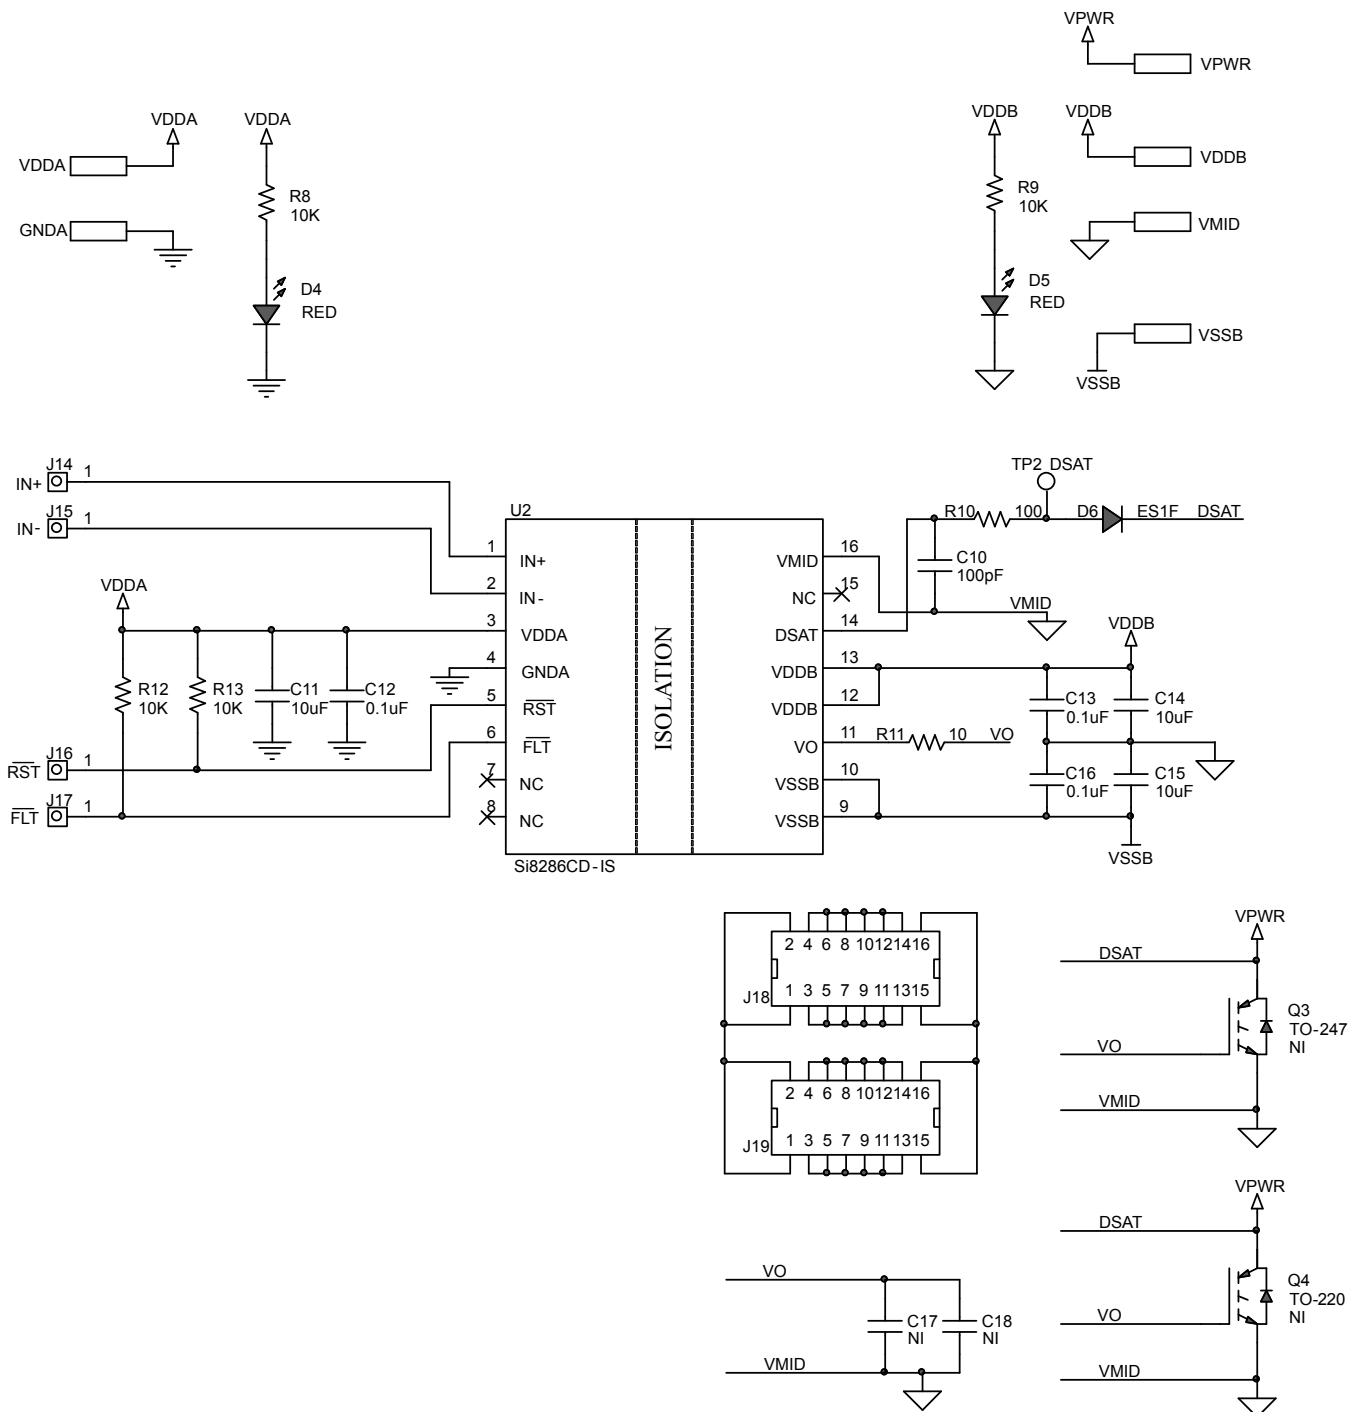 VPWR
VPWR
VDDA
VDDA
VDDB
VDDB
VDDA
VDDB
R8
10K
R9
10K
GNDA
VMID
D4
RED
D5
RED
VSSB
VSSB
J14
IN+
1
TP2 DSAT
J15
IN-
1
U2
R10
100
D6
ES1F
DSAT
1
IN+
VMID
16
C10
100pF
2
IN-
NC
15
VDDA
VMID
3
VDDA
DSAT
14
VDDB
4
GNDA
VDDB
13
R12
10K
R13
10K
C11
10uF
C12
0.1uF
5
RST
ISOLATION
VDDB
12
C13
0.1uF
C14
10uF
6
FLT
VO
11
R11
10
VO
J16
RST
1
7
NC
VSSB
10
C16
0.1uF
C15
10uF
J17
FLT
1
8
NC
VSSB
9
VSSB
Si8286CD-IS
VPWR
2 4 6 8 10 12 14 16
DSAT
J18
1 3 5 7 9 11 13 15
Q3
TO-247
NI
VO
2 4 6 8 10 12 14 16
VMID
J19
1 3 5 7 9 11 13 15
VPWR
DSAT
VO
Q4
TO-220
NI
C17
NI
C18
NI
VO
VMID
VMID